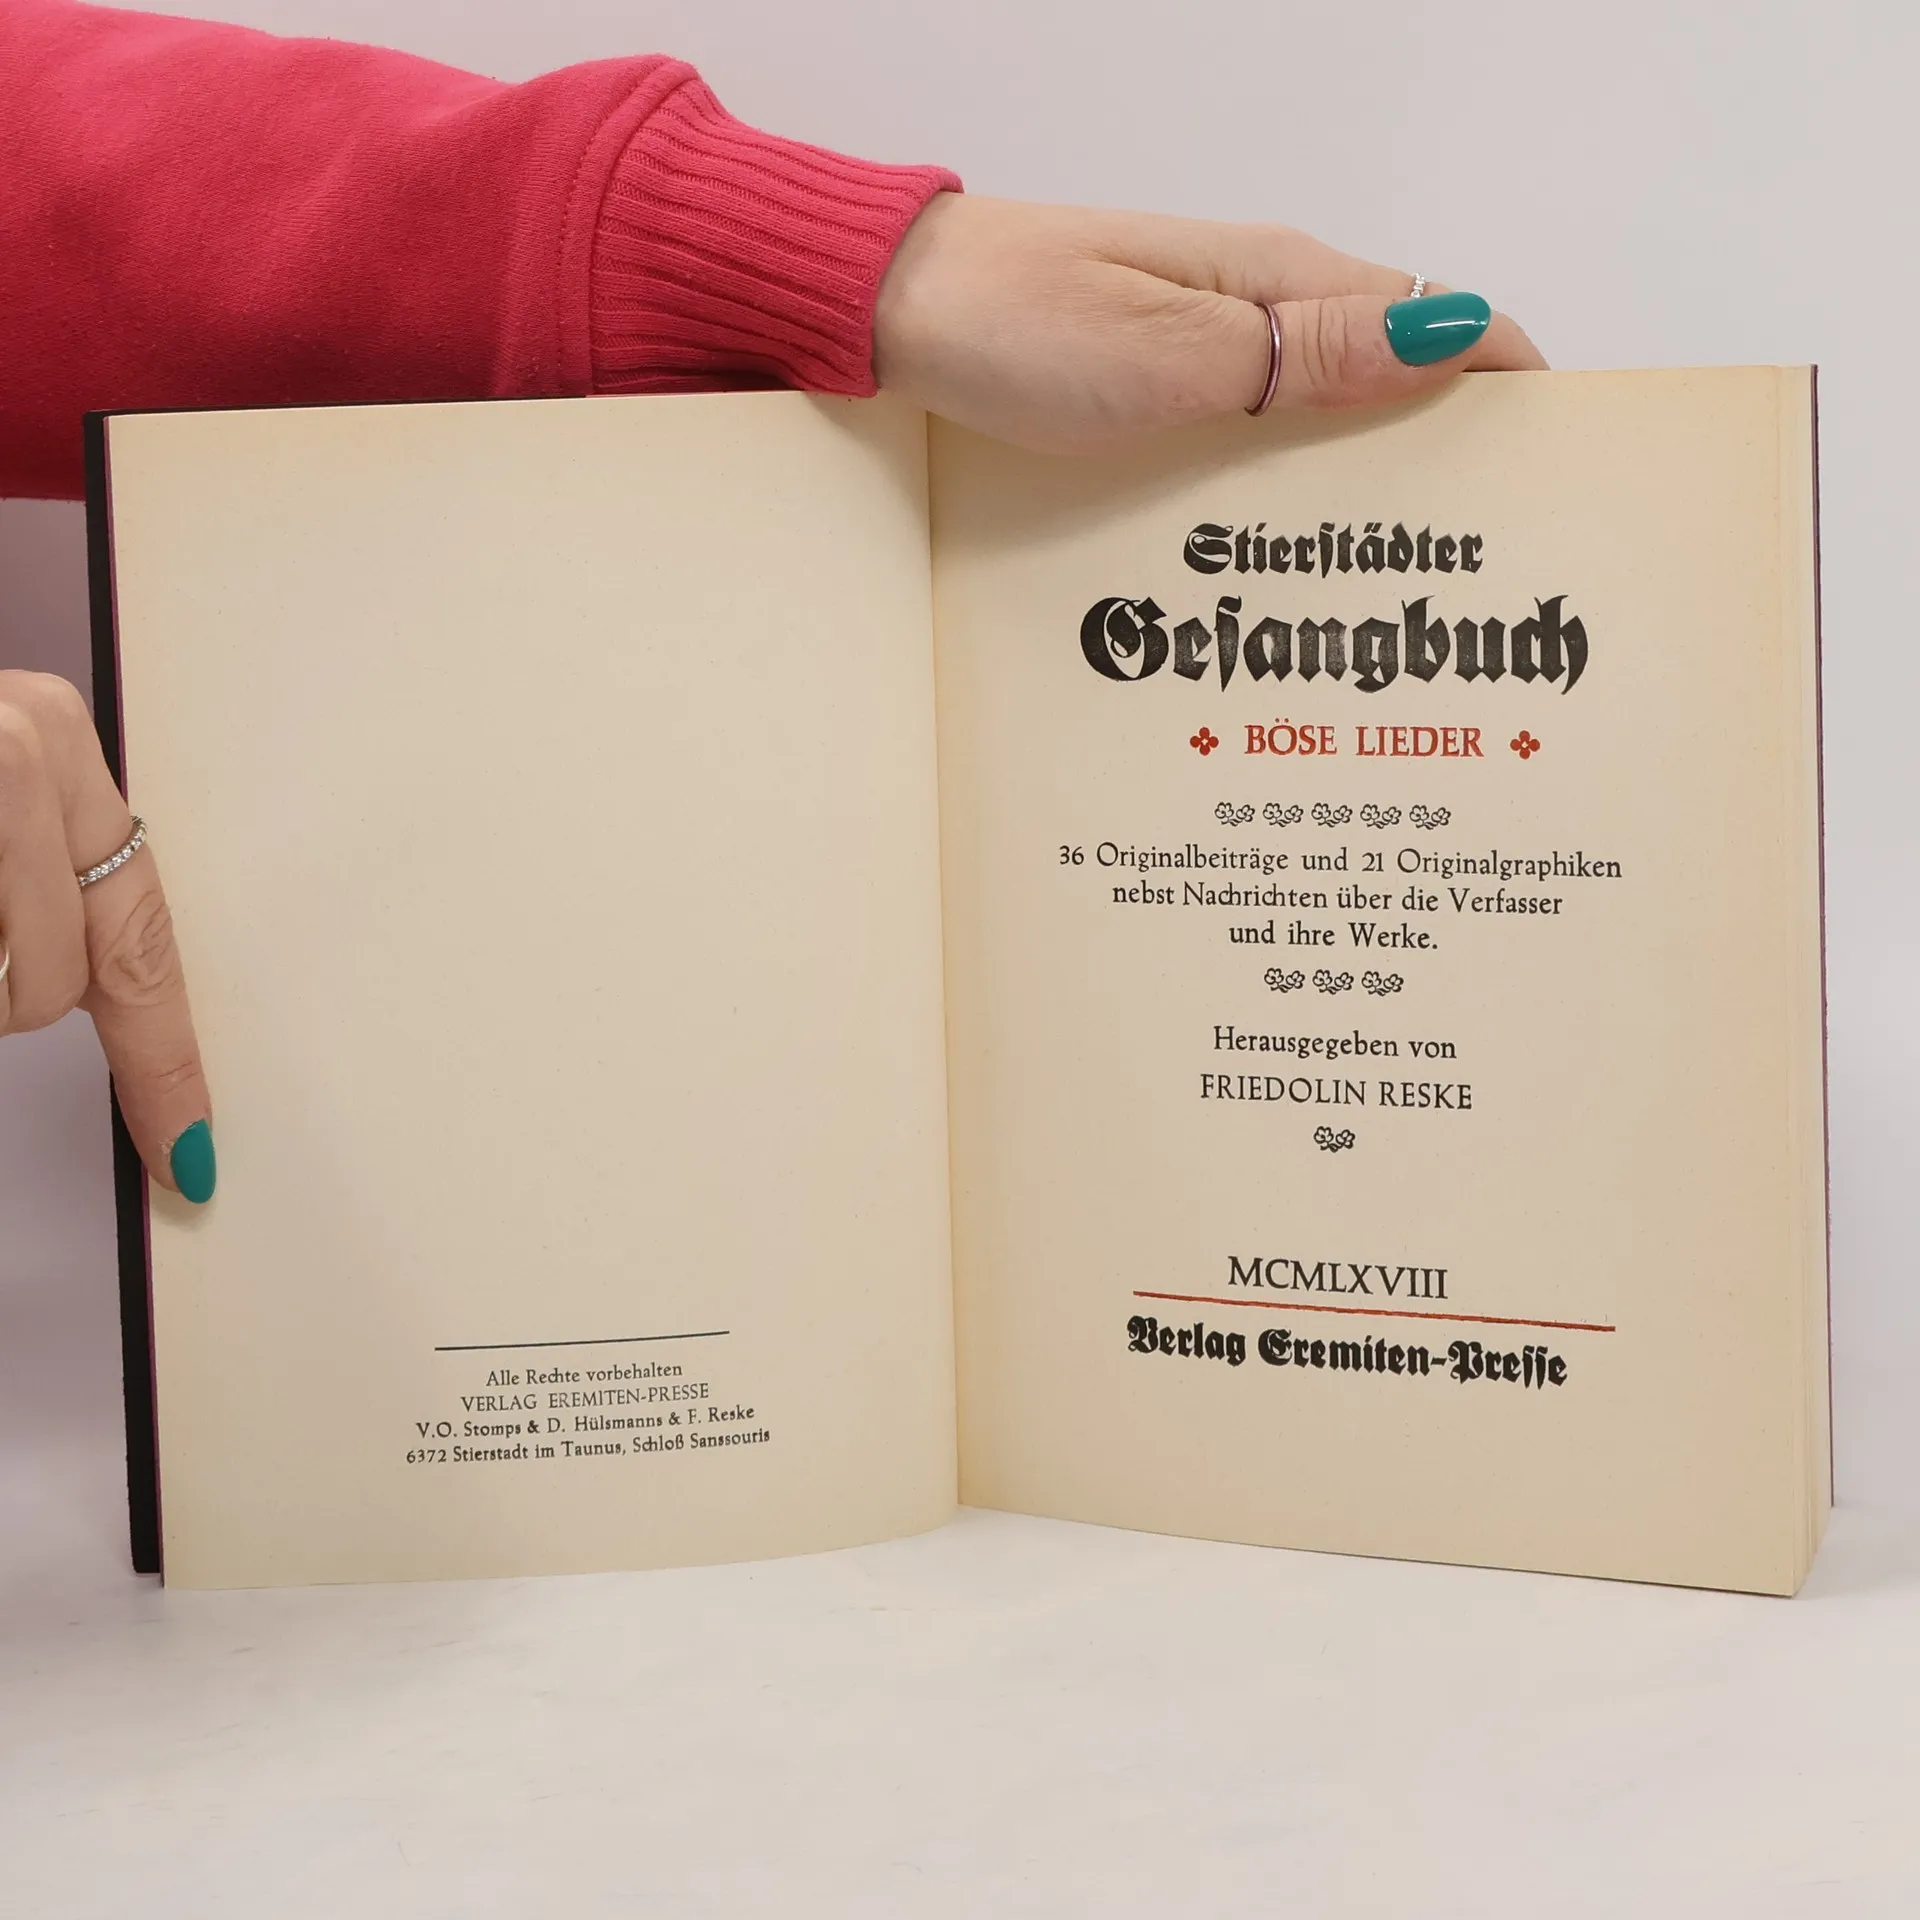 Alle Rechte vorbehalten
VERLAG EREMITEN-PRESSE
V.O. Stomps & D. Hülsmanns & F. Reske
6372 Stierstadt im Taunus, Schloß Sanssouris
Stierſtädter
Geſangbuch
BÖSE LIEDER
36 Originalbeiträge und 21 Originalgraphiken
nebst Nachrichten über die Verfasser
und ihre Werke.
Herausgegeben von
FRIEDOLIN RESKE
MCMLXVIII
Verlag Eremiten-Preſſe